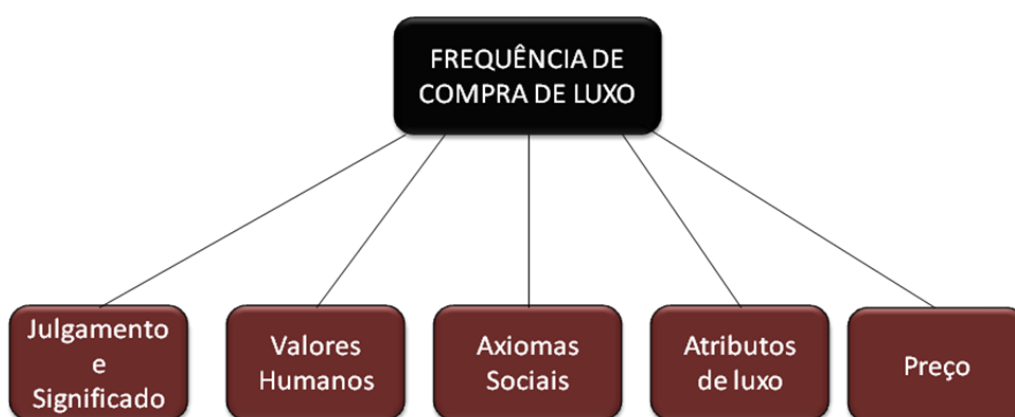 FREQUÊNCIA DE
COMPRA DE LUXO
Julgamento
e
Significado
Valores
Humanos
Axiomas
Sociais
Atributos
de luxo
Preço